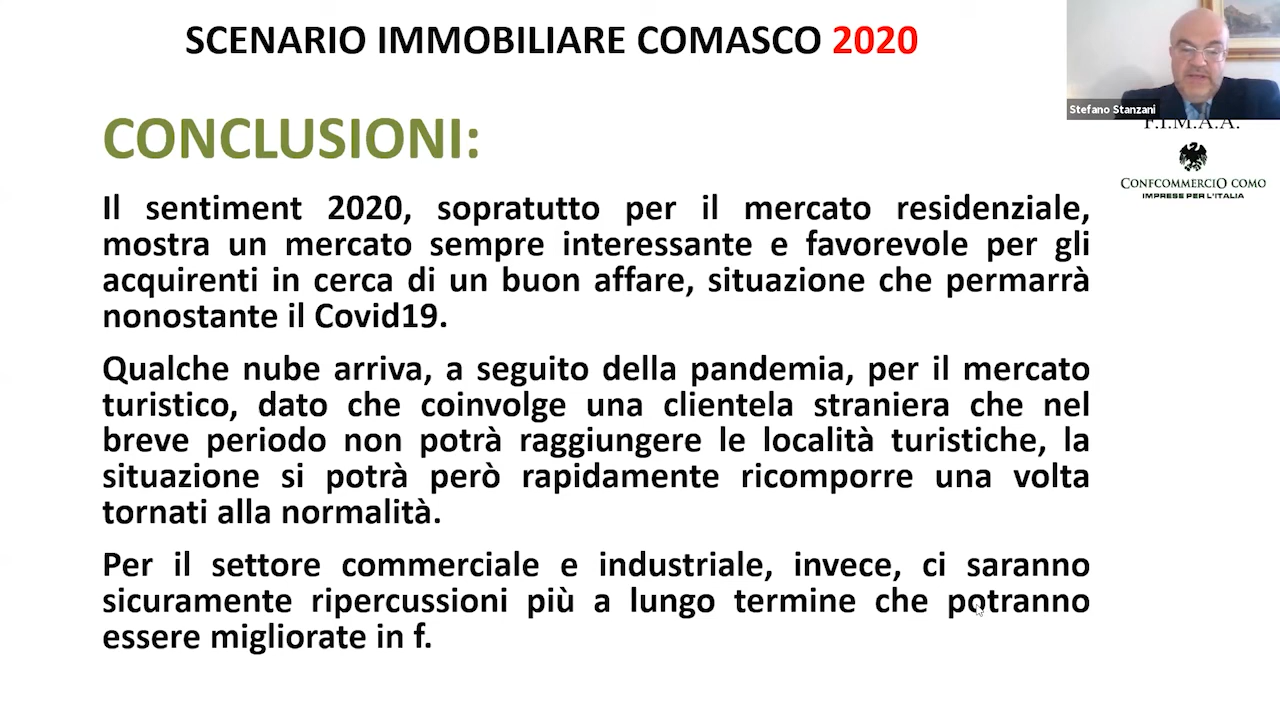 SCENARIO IMMOBILIARE COMASCO 2020
Stefano Stanzani
F.I.M.A.A.
CONFCOMMERCIO COMO
IMPRESE PER L'ITALIA
CONCLUSIONI:
Il sentiment 2020, sopratutto per il mercato residenziale,
mostra un mercato sempre interessante e favorevole per gli
acquirenti in cerca di un buon affare, situazione che permarrà
nonostante il Covid19.
Qualche nube arriva, a seguito della pandemia, per il mercato
turistico, dato che coinvolge una clientela straniera che nel
breve periodo non potrà raggiungere le località turistiche, la
situazione si potrà però rapidamente ricomporre una volta
tornati alla normalità.
Per il settore commerciale e industriale, invece, ci saranno
sicuramente ripercussioni più a lungo termine che potranno
essere migliorate in f.